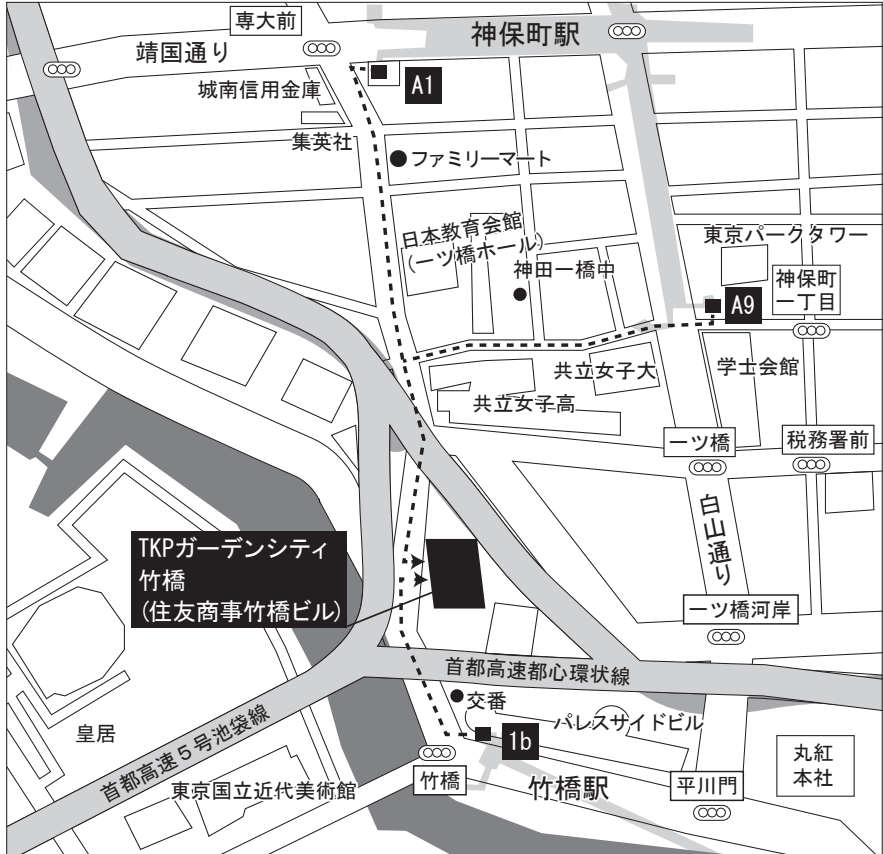 専大前
神保町駅
靖国通り
城南信用金庫
A1
集英社
ファミリーマート
日本教育会館
(一ツ橋ホール)
神田一橋中
東京パークタワー
神保町
一丁目
A9
共立女子大
学士会館
共立女子高
一ツ橋
税務署前
白山通り
TKPガーデンシティ
竹橋
(住友商事竹橋ビル)
一ツ橋河岸
首都高速都心環状線
交番
パレスサイドビル
皇居
首都高速5号池袋線
1b
丸紅
本社
東京国立近代美術館
竹橋
竹橋駅
平川門